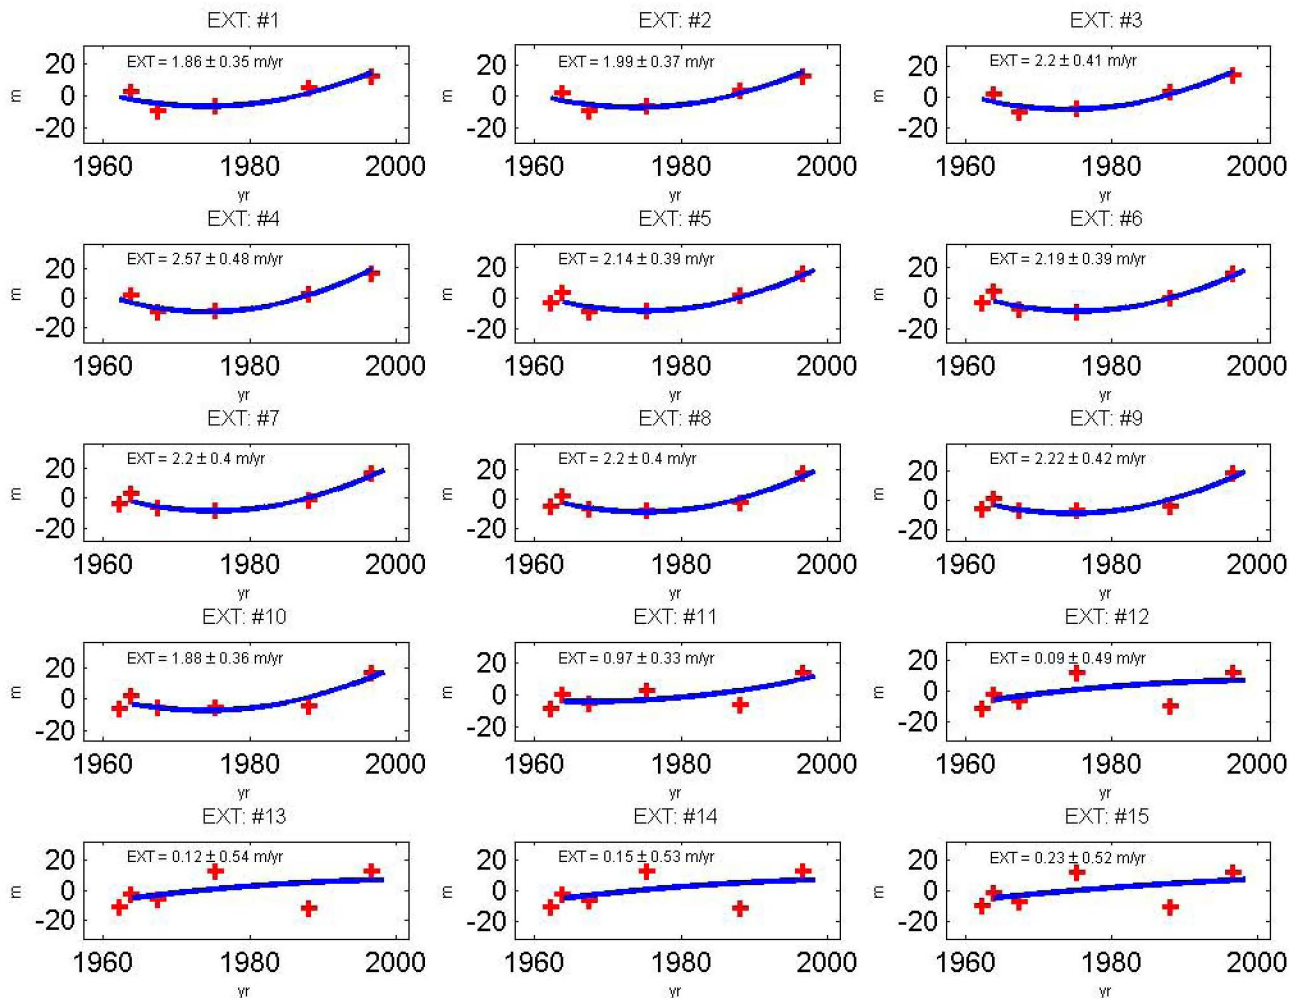 EXT: #1
EXT: #2
EXT: #3
EXT = 1.86 ± 0.35 m/yr
EXT = 1.99 ± 0.37 m/yr
EXT = 2.2 ± 0.41 m/yr
m
20 0 -20
20 0 -20
20 0 -20
1960 1980 2000
1960 1980 2000
1960 1980 2000
yr
yr
yr
EXT: #4
EXT: #5
EXT: #6
EXT = 2.57 ± 0.48 m/yr
EXT = 2.14 ± 0.39 m/yr
EXT = 2.19 ± 0.39 m/yr
m
20 0 -20
20 0 -20
20 0 -20
1960 1980 2000
1960 1980 2000
1960 1980 2000
yr
yr
yr
EXT: #7
EXT: #8
EXT: #9
EXT = 2.2 ± 0.4 m/yr
EXT = 2.2 ± 0.4 m/yr
EXT = 2.22 ± 0.42 m/yr
m
20 0 -20
20 0 -20
20 0 -20
1960 1980 2000
1960 1980 2000
1960 1980 2000
yr
yr
yr
EXT: #10
EXT: #11
EXT: #12
EXT = 1.88 ± 0.36 m/yr
EXT = 0.97 ± 0.33 m/yr
EXT = 0.09 ± 0.49 m/yr
m
20 0 -20
20 0 -20
20 0 -20
1960 1980 2000
1960 1980 2000
1960 1980 2000
yr
yr
yr
EXT: #13
EXT: #14
EXT: #15
EXT = 0.12 ± 0.54 m/yr
EXT = 0.15 ± 0.53 m/yr
EXT = 0.23 ± 0.52 m/yr
m
20 0 -20
20 0 -20
20 0 -20
1960 1980 2000
1960 1980 2000
1960 1980 2000
yr
yr
yr